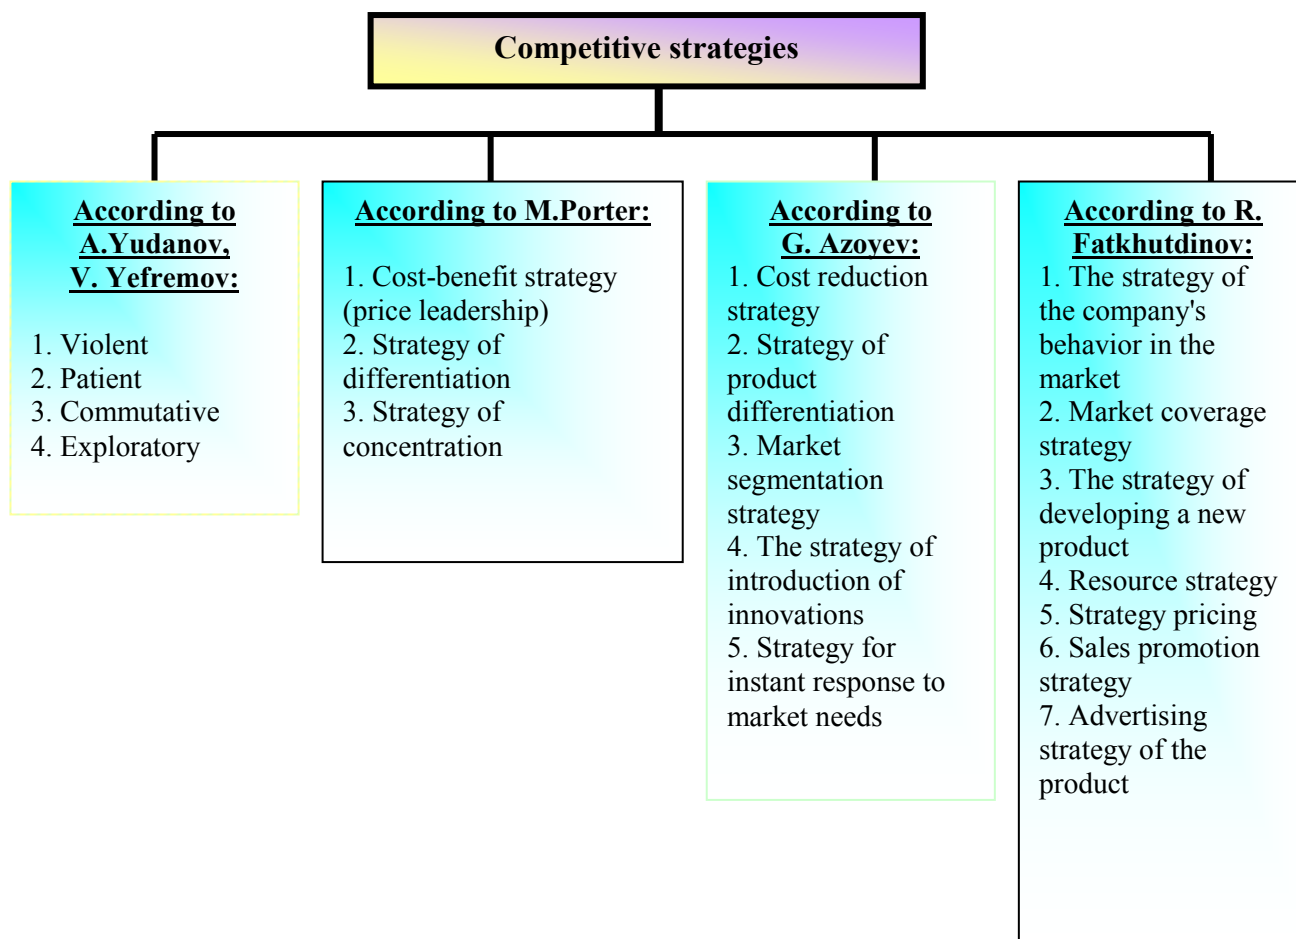 Competitive strategies
According to
A.Yudanov,
V. Yefremov:
1. Violent
2. Patient
3. Commutative
4. Exploratory
According to M.Porter:
1. Cost-benefit strategy
(price leadership)
2. Strategy of
differentiation
3. Strategy of
concentration
According to
G. Azoyev:
1. Cost reduction
strategy
2. Strategy of
product
differentiation
3. Market
segmentation
strategy
4. The strategy of
introduction of
innovations
5. Strategy for
instant response to
market needs
According to R.
Fatkhutdinov:
1. The strategy of
the company's
behavior in the
market
2. Market coverage
strategy
3. The strategy of
developing a new
product
4. Resource strategy
5. Strategy pricing
6. Sales promotion
strategy
7. Advertising
strategy of the
product